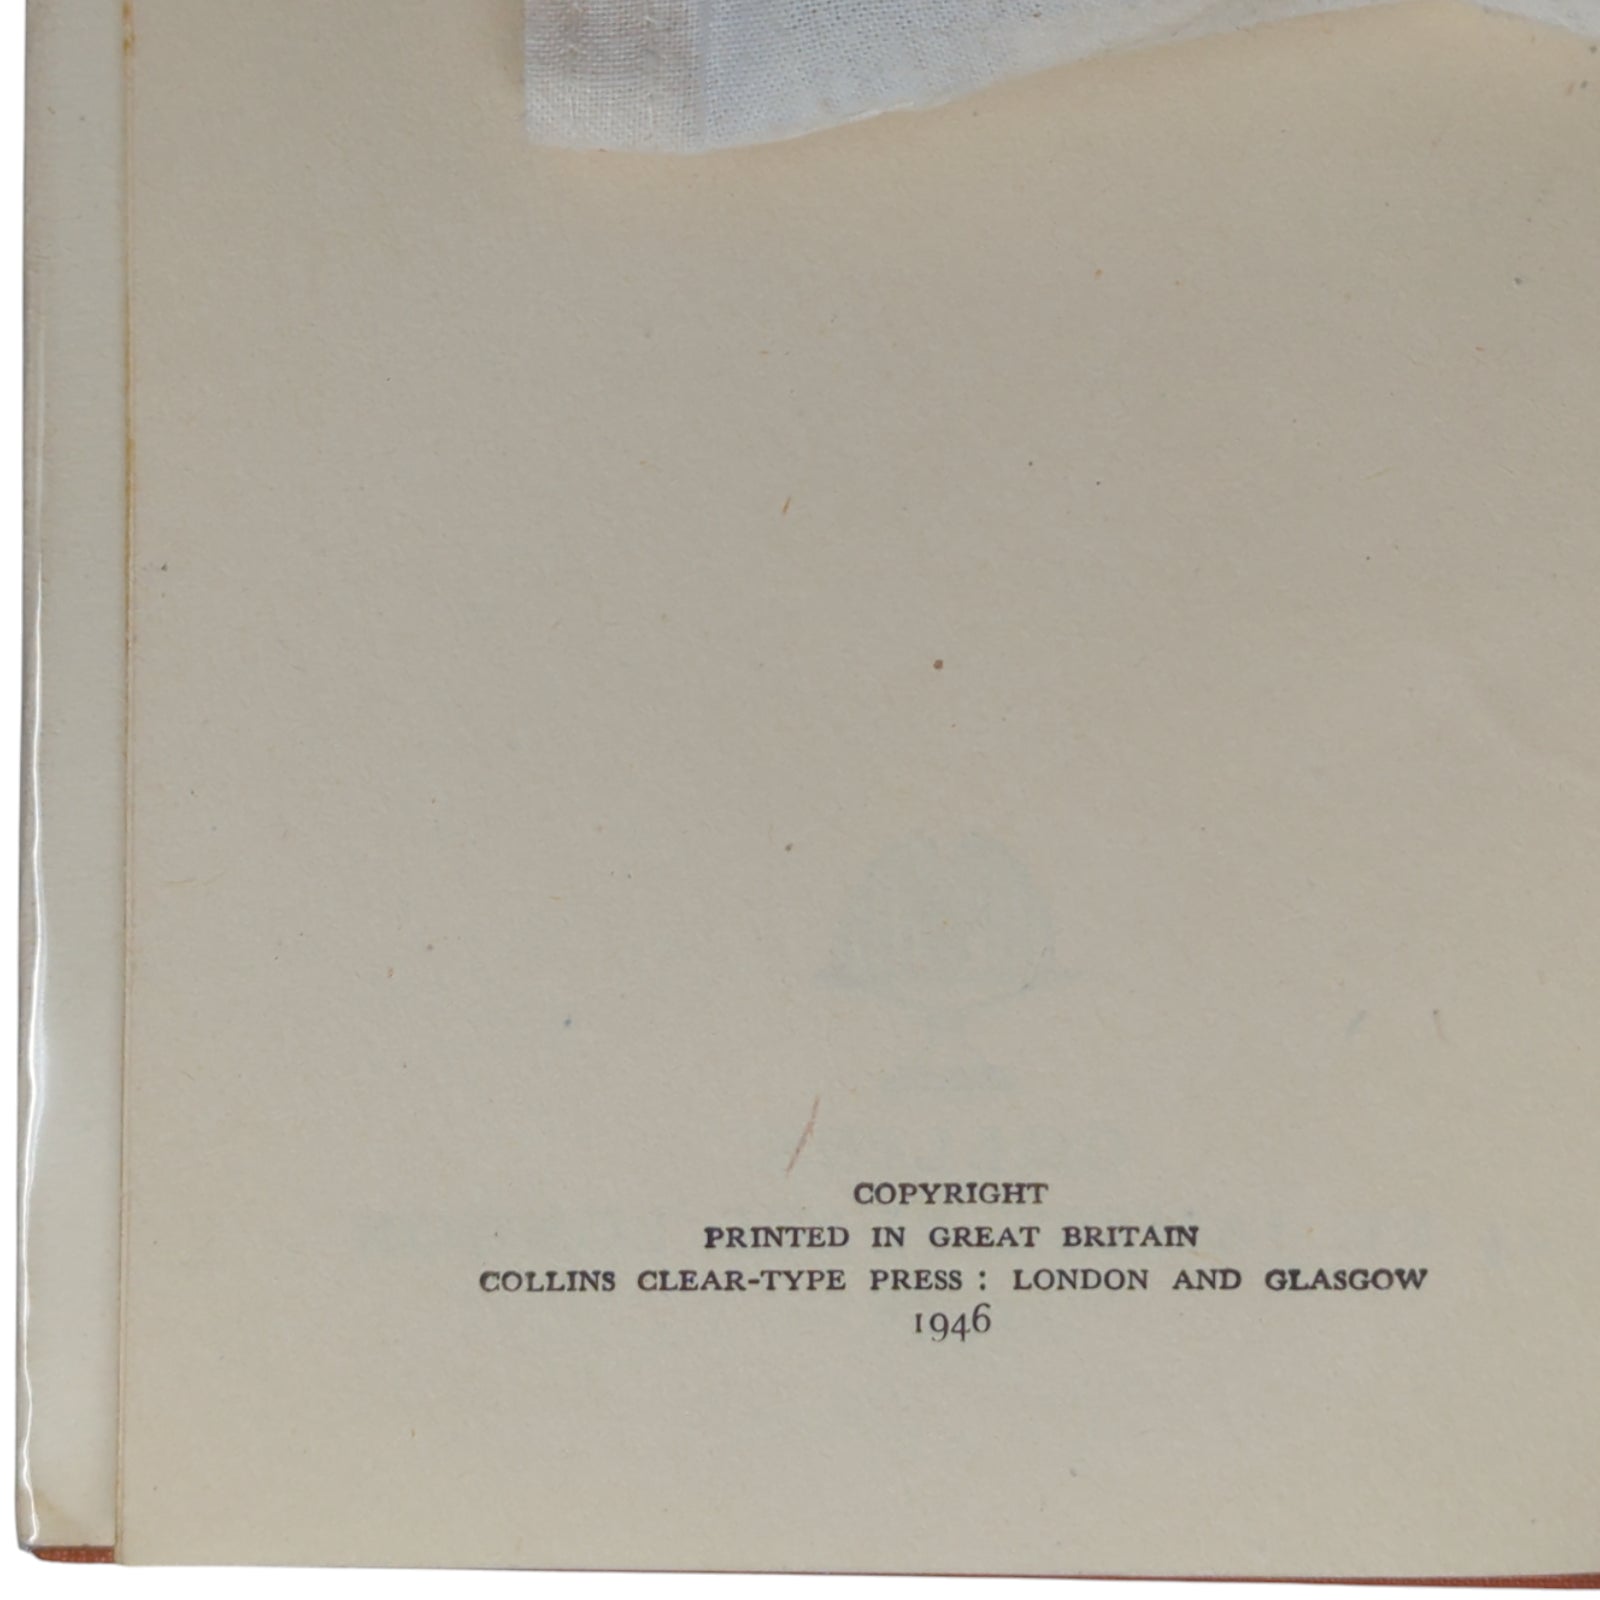 COPYRIGHT
PRINTED IN GREAT BRITAIN
COLLINS CLEAR-TYPE PRESS : LONDON AND GLASGOW
1946